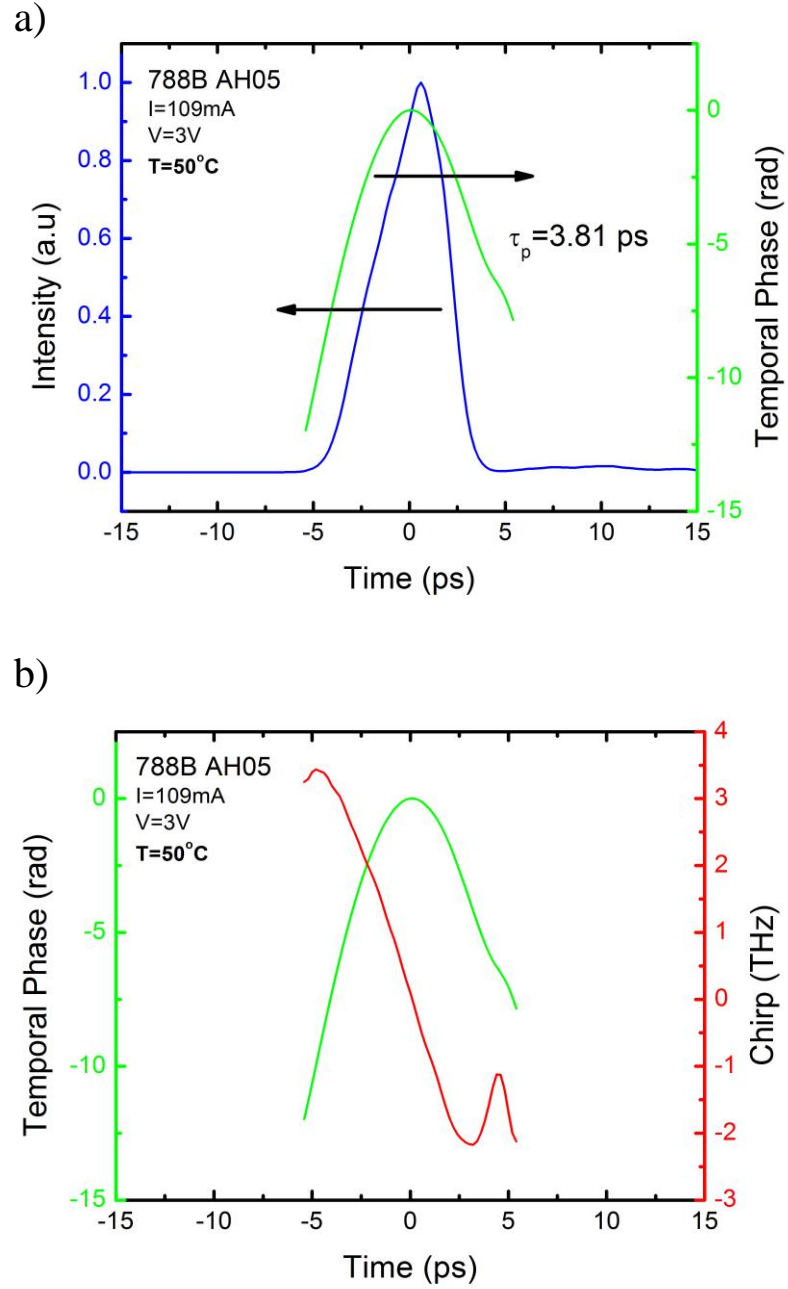 a)
788B AH05
I=109mA
V=3V
T=50°C
τp=3.81 ps
Intensity (a.u)
1.0
0.8
0.6
0.4
0.2
0.0
Temporal Phase (rad)
0
-5
-10
-15
-15 -10 -5 0 5 10 15
Time (ps)
b)
788B AH05
I=109mA
V=3V
T=50°C
Temporal Phase (rad)
0
-5
-10
-15
Chirp (THz)
4
3
2
1
0
-1
-2
-3
-15 -10 -5 0 5 10 15
Time (ps)